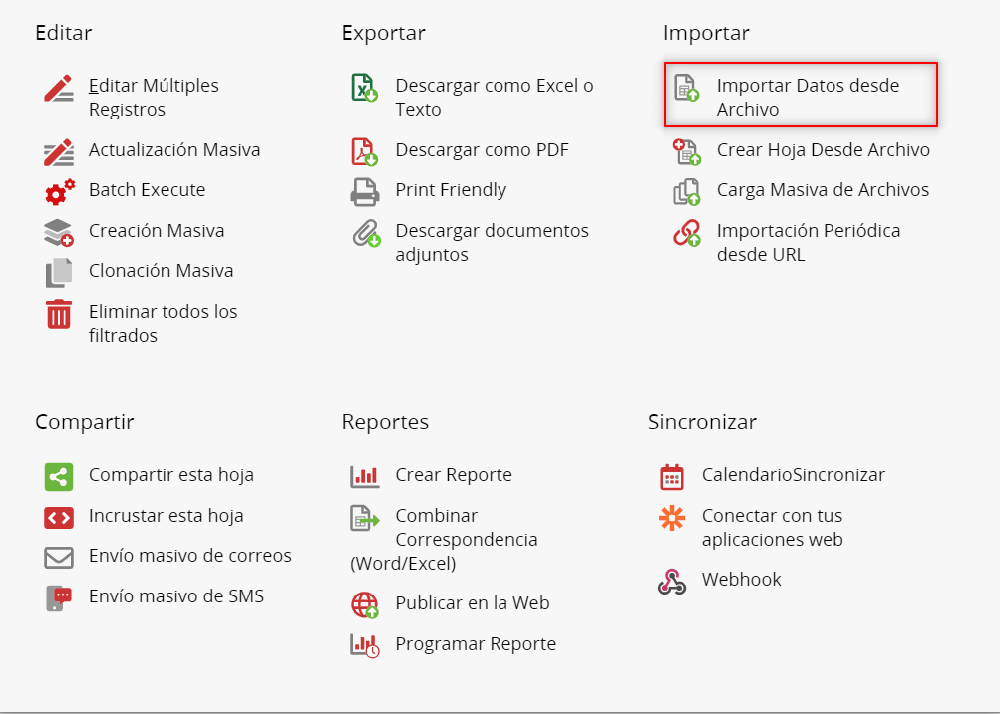 Editar
Editar Múltiples
Registros
Actualización Masiva
Batch Execute
Creación Masiva
Clonación Masiva
Eliminar todos los
filtrados
Exportar
Descargar como Excel o
Texto
Descargar como PDF
Print Friendly
Descargar documentos
adjuntos
Importar
Importar Datos desde
Archivo
Crear Hoja Desde Archivo
Carga Masiva de Archivos
Importación Periódica
desde URL
Compartir
Compartir esta hoja
Incrustar esta hoja
Envío masivo de correos
Envío masivo de SMS
Reportes
Crear Reporte
Combinar
Correspondencia
(Word/Excel)
Publicar en la Web
Programar Reporte
Sincronizar
CalendarioSincronizar
Conectar con tus
aplicaciones web
Webhook